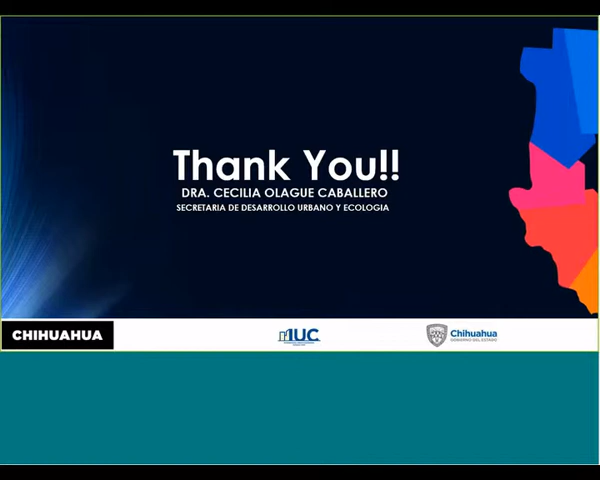 Thank You!!
DRA. CECILIA OLAGUE CABALLERO
SECRETARIA DE DESARROLLO URBANO Y ECOLOGIA
CHIHUAHUA
IUC
Chihuahua
GOBIERNO DEL ESTADO